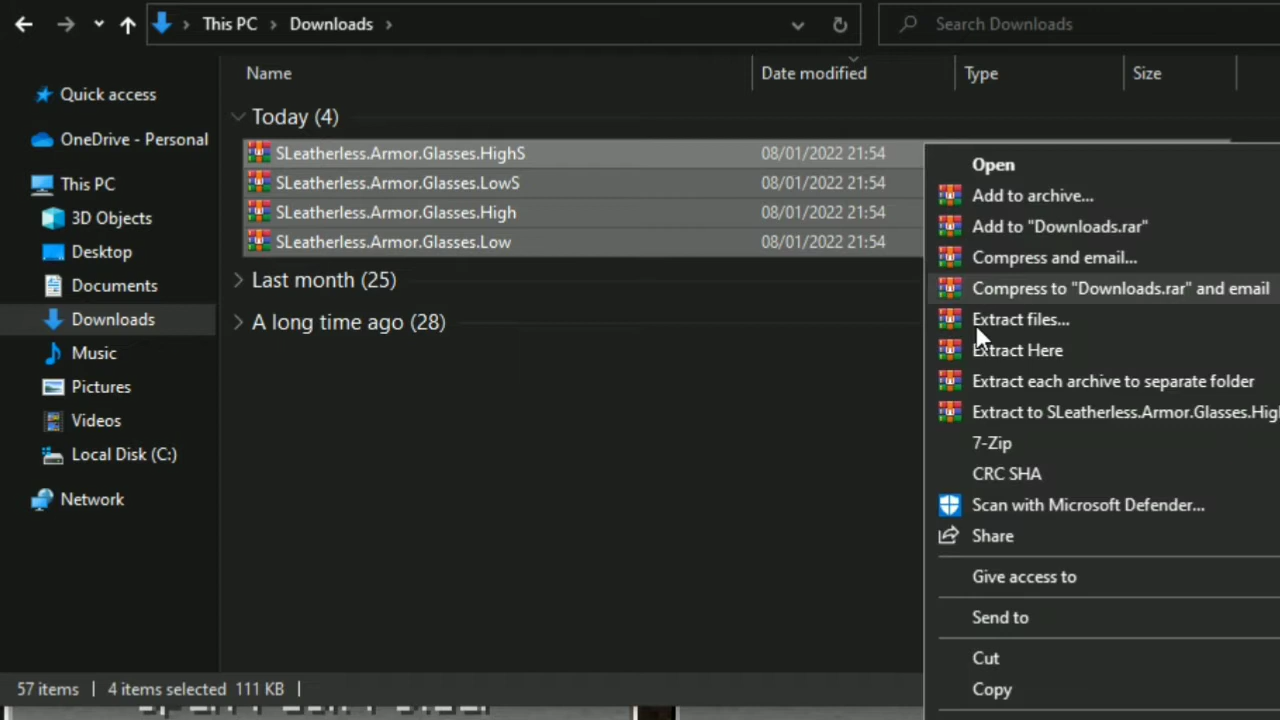 This PC > Downloads >
Search Downloads
Name Date modified Type Size
Quick access
OneDrive - Personal
This PC
3D Objects
Desktop
Documents
Downloads
Music
Pictures
Videos
Local Disk (C:)
Network
Today (4)
SLeatherless.Armor.Glasses.HighS 08/01/2022 21:54
SLeatherless.Armor.Glasses.LowS 08/01/2022 21:54
SLeatherless.Armor.Glasses.High 08/01/2022 21:54
SLeatherless.Armor.Glasses.Low 08/01/2022 21:54
Last month (25)
A long time ago (28)
Open
Add to archive...
Add to "Downloads.rar"
Compress and email...
Compress to "Downloads.rar" and email
Extract files...
Extract Here
Extract each archive to separate folder
Extract to SLeatherless.Armor.Glasses.High
7-Zip
CRC SHA
Scan with Microsoft Defender...
Share
Give access to
Send to
Cut
Copy
57 items | 4 items selected 111 KB |